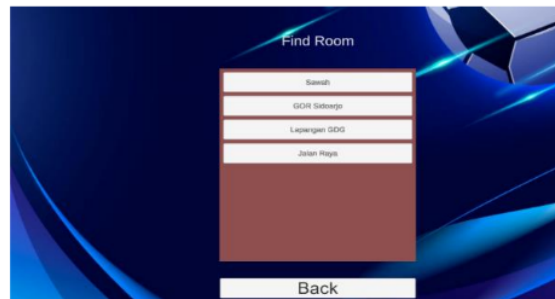 Find Room
Sawah
GOR Sidoarjo
Lapangan GDG
Jalan Raya
Back